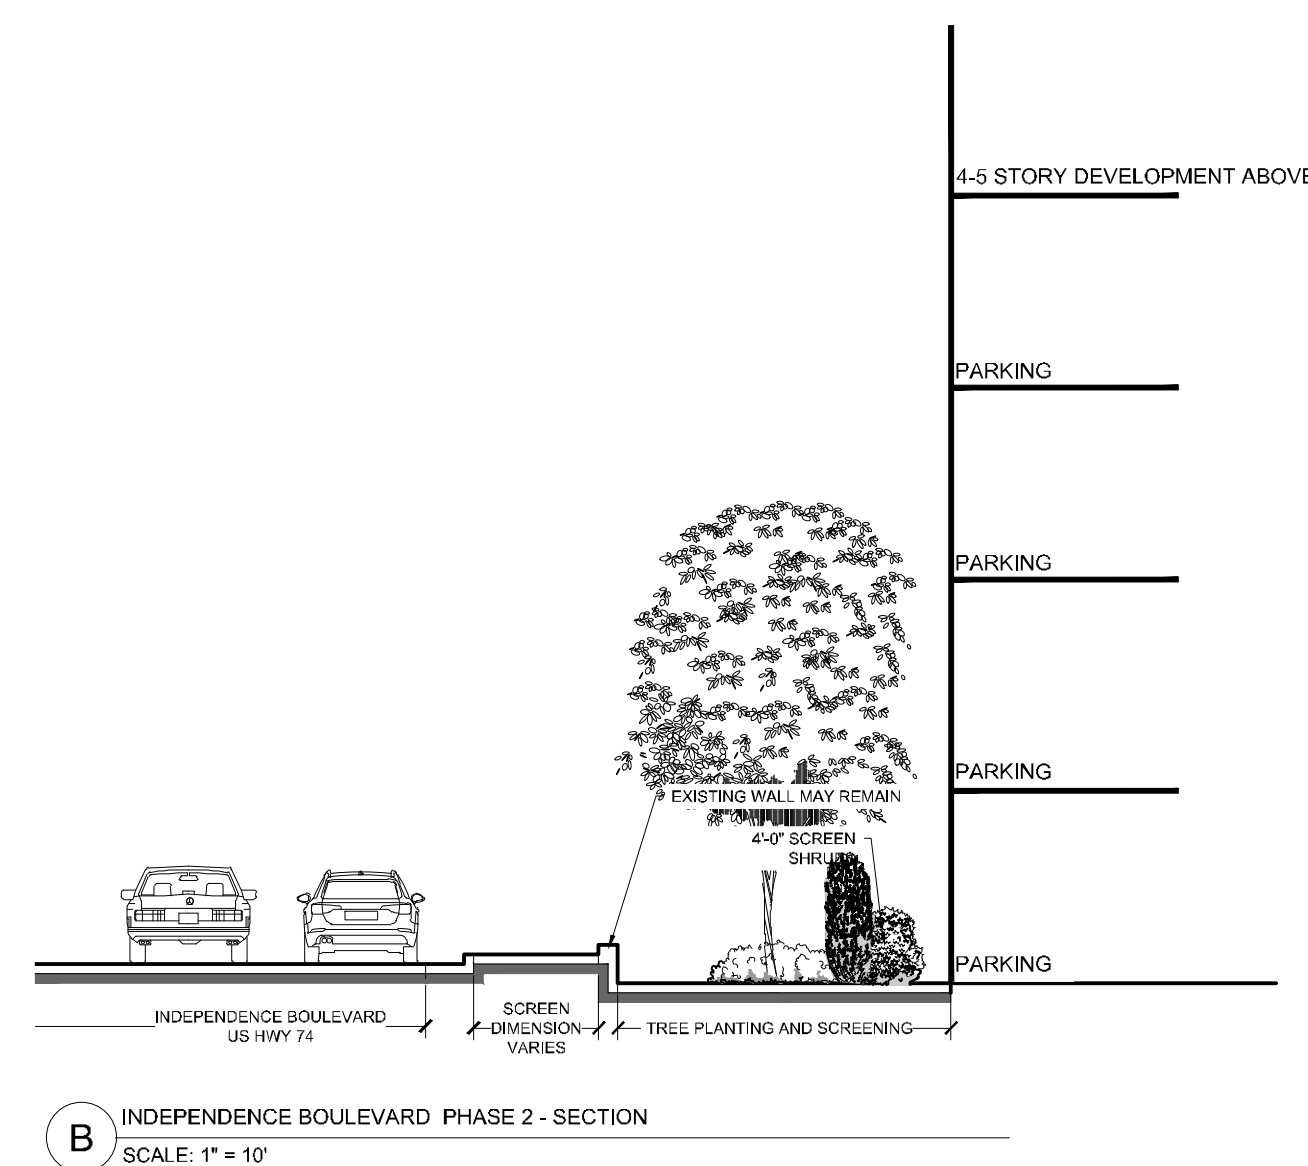 4-5 STORY DEVELOPMENT ABOVE
PARKING
PARKING
PARKING
EXISTING WALL MAY REMAIN
4'-0" SCREEN
SHRUBS
PARKING
INDEPENDENCE BOULEVARD
US HWY 74
SCREEN
DIMENSION
VARIES
TREE PLANTING AND SCREENING
B
INDEPENDENCE BOULEVARD PHASE 2 - SECTION
SCALE: 1" = 10'